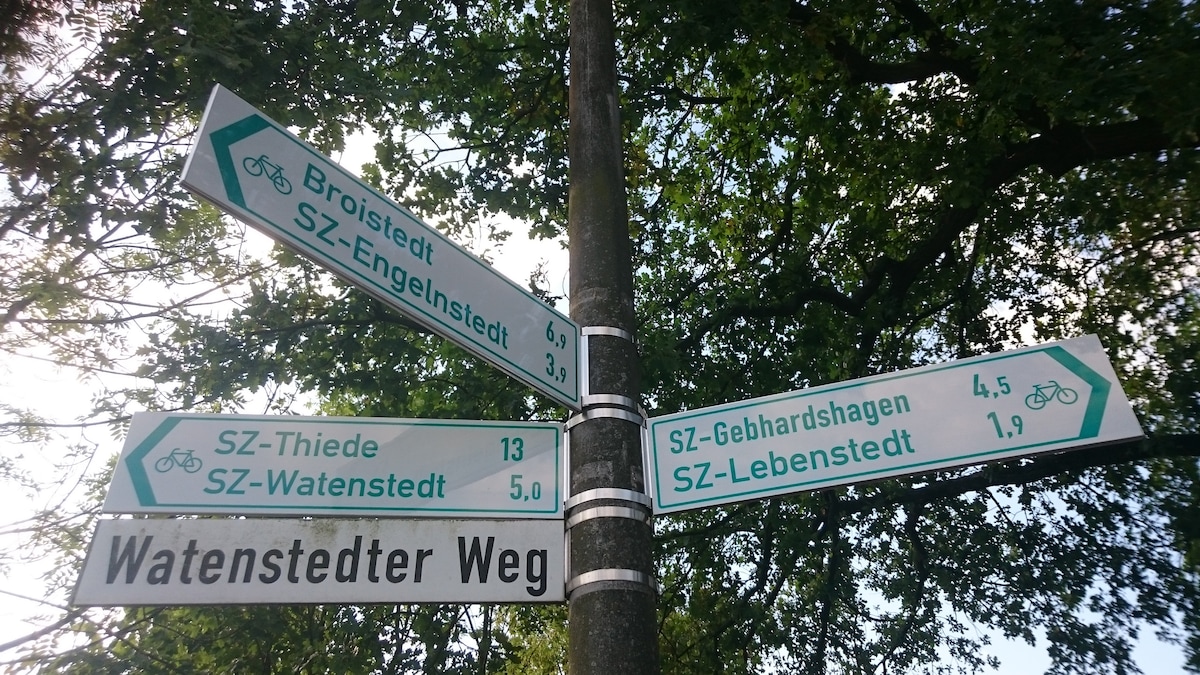 Broistedt 6,9
SZ-Engelnstedt 3,9
SZ-Thiede 13
SZ-Watenstedt 5,0
Watenstedter Weg
SZ-Gebhardshagen 4,5
SZ-Lebenstedt 1,9